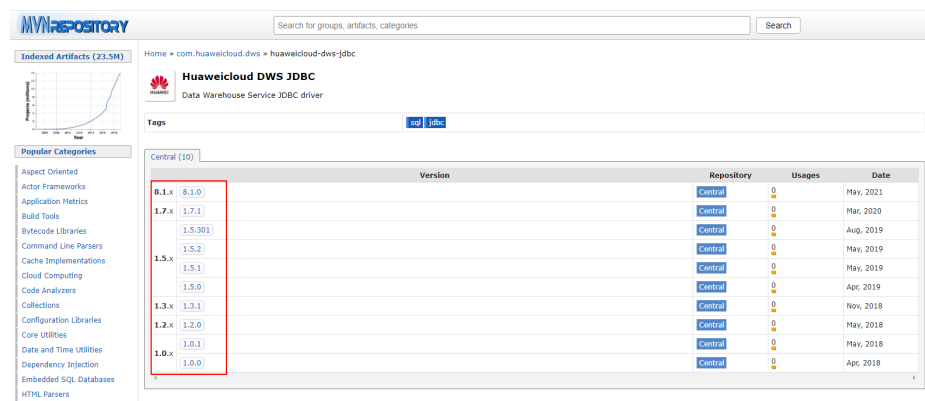 MVNREPOSITORY
Search for groups, artifacts, categories
Search
Indexed Artifacts (23.5M)
Projects (millions)
Year
Popular Categories
Aspect Oriented
Actor Frameworks
Application Metrics
Build Tools
Bytecode Libraries
Command Line Parsers
Cache Implementations
Cloud Computing
Code Analyzers
Collections
Configuration Libraries
Core Utilities
Date and Time Utilities
Dependency Injection
Embedded SQL Databases
HTML Parsers
Home » com.huaweicloud.dws » huaweicloud-dws-jdbc
HUAWEI
Huaweicloud DWS JDBC
Data Warehouse Service JDBC driver
Tags sql jdbc
Central (10)
Version Repository Usages Date
8.1.x 8.1.0 Central 0 May, 2021
1.7.x 1.7.1 Central 0 Mar, 2020
1.5.301 Central 0 Aug, 2019
1.5.x
1.5.2 Central 0 May, 2019
1.5.1 Central 0 May, 2019
1.5.0 Central 0 Apr, 2019
1.3.x 1.3.1 Central 0 Nov, 2018
1.2.x 1.2.0 Central 0 May, 2018
1.0.x
1.0.1 Central 0 May, 2018
1.0.0 Central 0 Apr, 2018